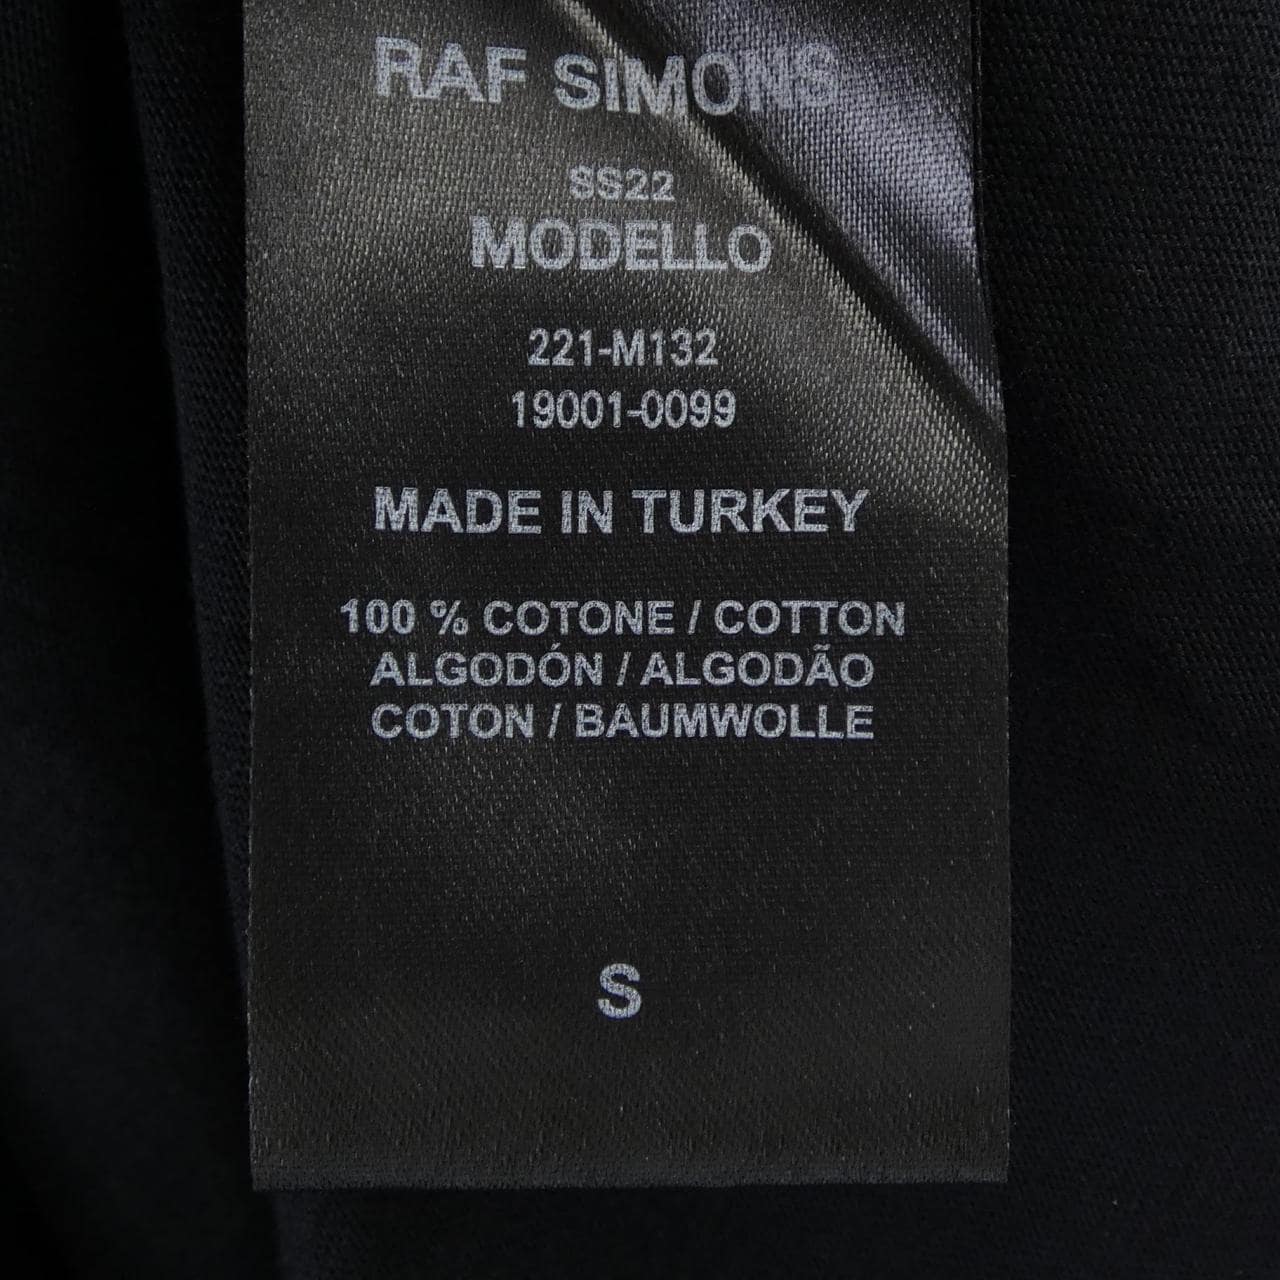 RAF SIMONS
SS22
MODELLO
221-M132
19001-0099
MADE IN TURKEY
100 % COTONE / COTTON
ALGODÓN / ALGODÃO
COTON / BAUMWOLLE
S